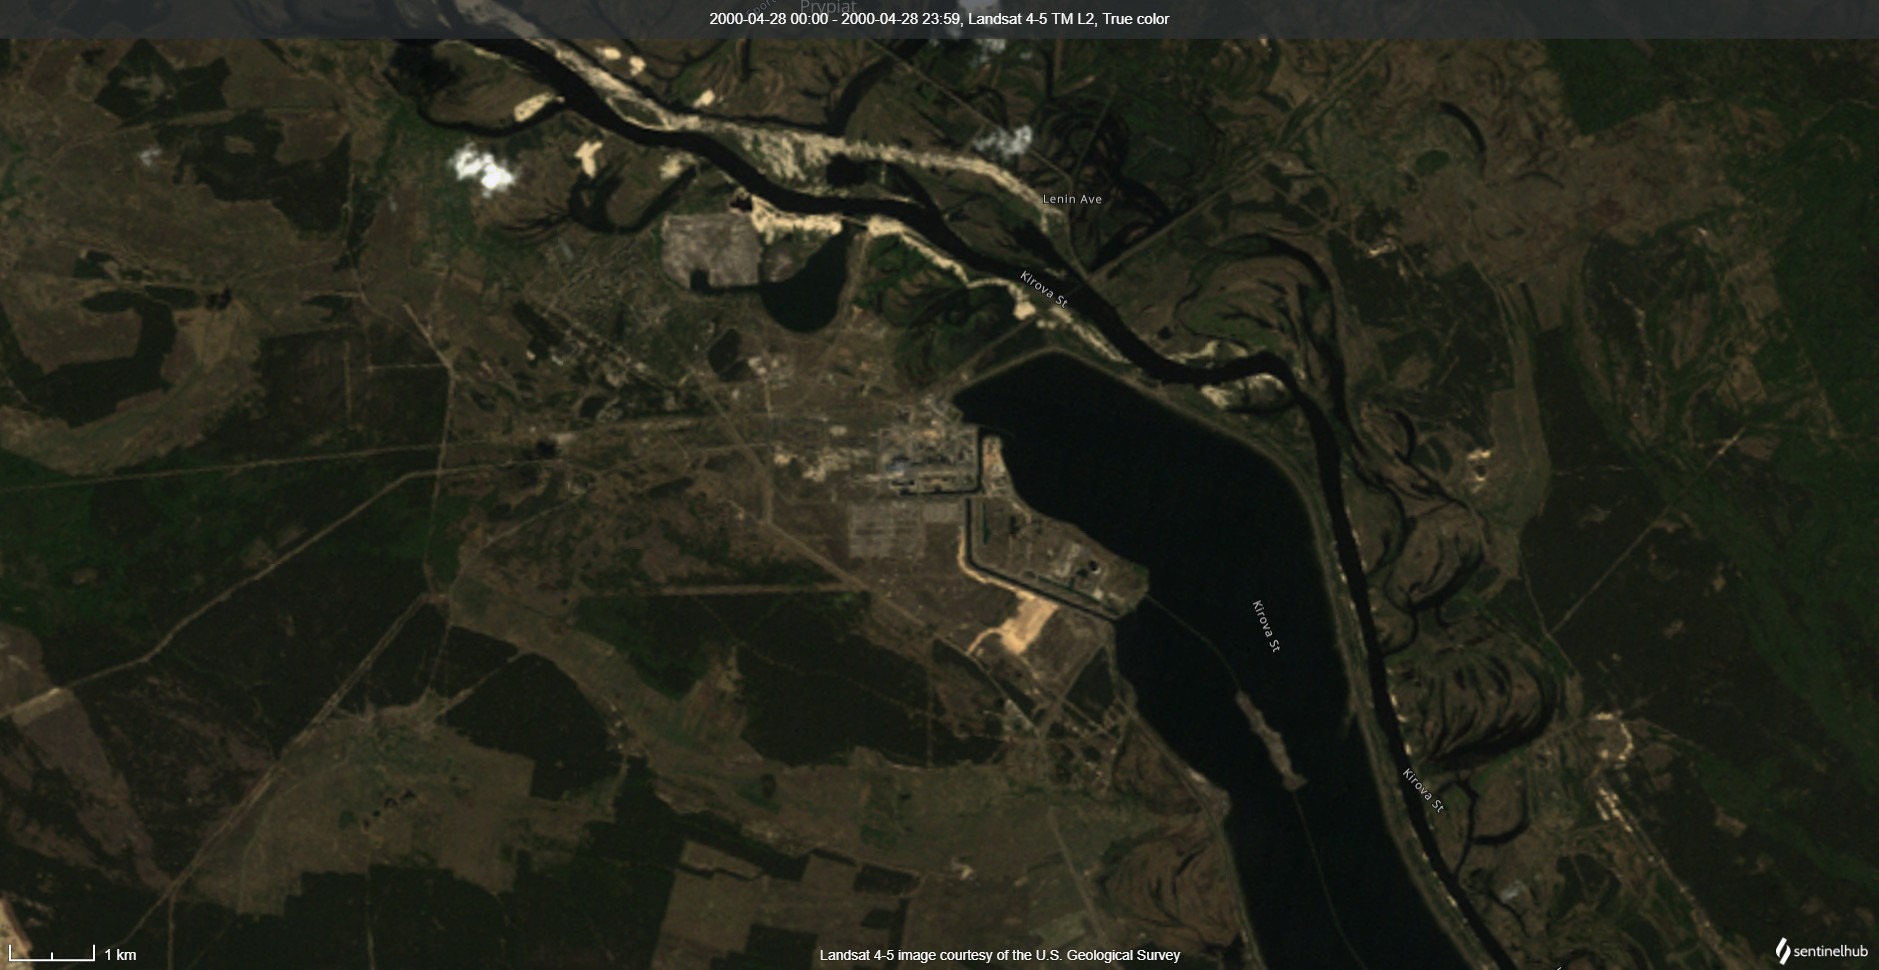 Prypiat
2000-04-28 00:00 - 2000-04-28 23:59, Landsat 4-5 TM L2, True color
Lenin Ave
Kirova St
Kirova St
Kirova St
1 km
Landsat 4-5 image courtesy of the U.S. Geological Survey
sentinelhub